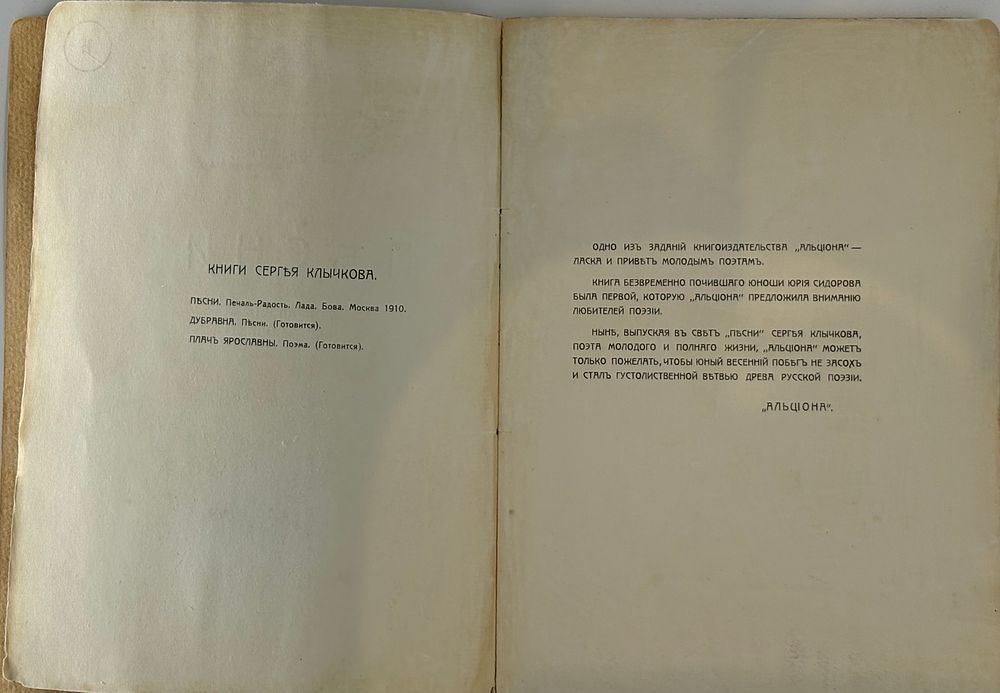 КНИГИ СЕРГѢЯ КЛЫЧКОВА.
ПѢСНИ. Печаль-Радость. Лада. Бова. Москва 1910.
ДУБРАВНА. Пѣсни. (Готовится).
ПЛАЧЪ ЯРОСЛАВНЫ. Поэма. (Готовится).
ОДНО ИЗЪ ЗАДАНІЙ КНИГОИЗДАТЕЛЬСТВА „АЛЬЦІОНА“ —
ЛАСКА И ПРИВѢТЪ МОЛОДЫМЪ ПОЭТАМЪ.
КНИГА БЕЗВРЕМЕННО ПОЧИВШАГО ЮНОШИ ЮРІЯ СИДОРОВА
БЫЛА ПЕРВОЙ, КОТОРУЮ „АЛЬЦІОНА“ ПРЕДЛОЖИЛА ВНИМАНІЮ
ЛЮБИТЕЛЕЙ ПОЭЗІИ.
НЫНѢ, ВЫПУСКАЯ ВЪ СВѢТЪ „ПѢСНИ“ СЕРГѢЯ КЛЫЧКОВА,
ПОЭТА МОЛОДОГО И ПОЛНАГО ЖИЗНИ, „АЛЬЦІОНА“ МОЖЕТЪ
ТОЛЬКО ПОЖЕЛАТЬ, ЧТОБЫ ЮНЫЙ ВЕСЕННІЙ ПОБѢГЪ НЕ ЗАСОХЪ
И СТАЛЪ ГУСТОЛИСТВЕННОЙ ВѢТВЬЮ ДРЕВА РУССКОЙ ПОЭЗІИ.
„АЛЬЦІОНА“.